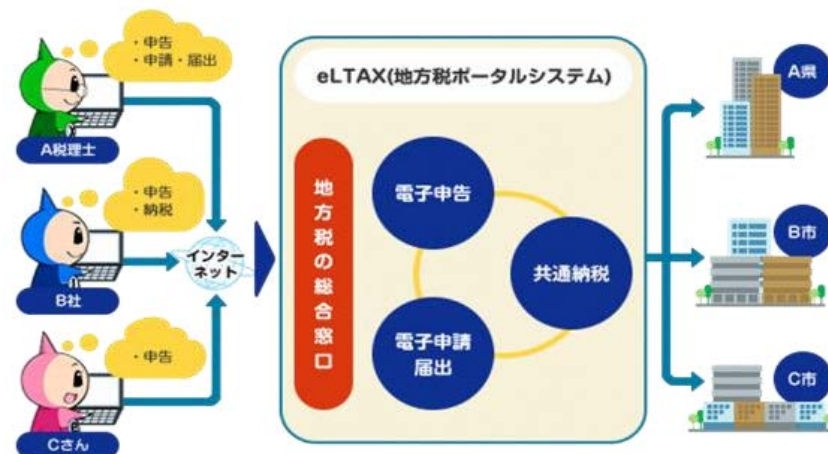 ・申告
・申請・届出
A税理士
・申告
・納税
B社
・申告
Cさん
インター
ネット
eLTAX(地方税ポータルシステム)
地方税の総合窓口
電子申告
共通納税
電子申請
届出
A県
B市
C市